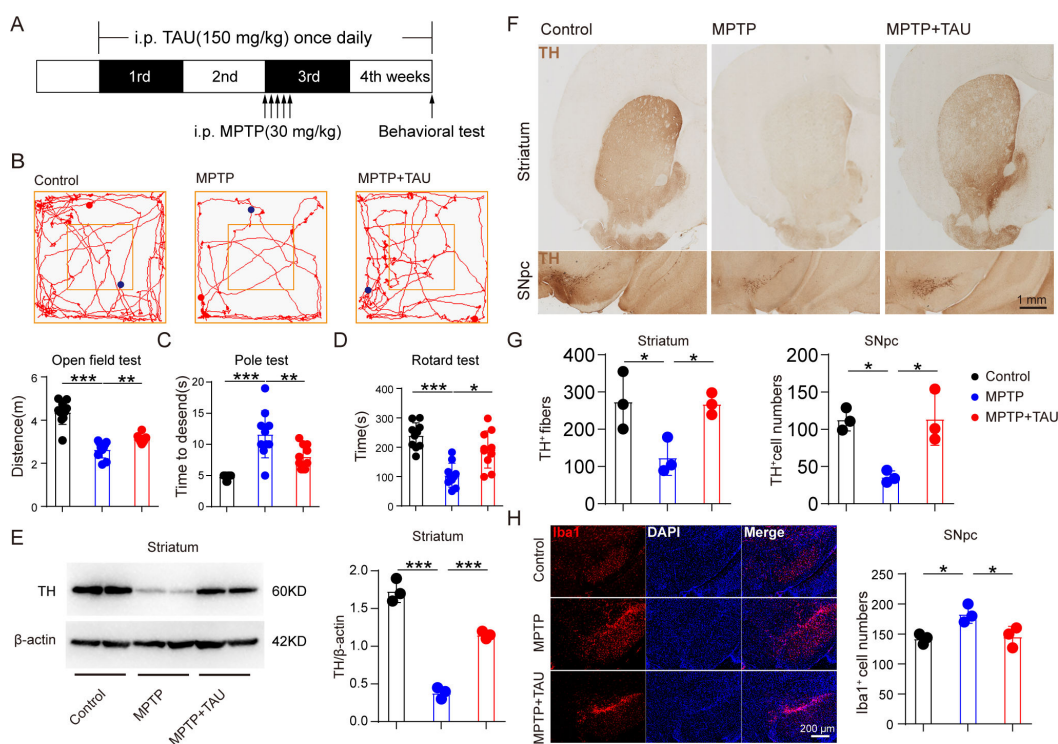 A
i.p. TAU(150 mg/kg) once daily
1rd 2nd 3rd 4th weeks
i.p. MPTP(30 mg/kg) Behavioral test
B
Control MPTP MPTP+TAU
Open field test
Distence(m)
6
4
2
0
*** **
C
Pole test
Time to desend(s)
20
15
10
5
0
*** **
D
Rotard test
Time(s)
400
300
200
100
0
*** *
E
Striatum
TH 60KD
β-actin 42KD
Control MPTP MPTP+TAU
Striatum
TH/β-actin
2.0
1.5
1.0
0.5
0.0
*** ***
F
Control MPTP MPTP+TAU
TH
Striatum
TH
SNpc
1 mm
G
Striatum
TH+ fibers
400
300
200
100
0
* *
SNpc
TH+cell numbers
200
150
100
50
0
* *
Control
MPTP
MPTP+TAU
H
Iba1 DAPI Merge
Control
MPTP
MPTP+TAU
200 μm
SNpc
Iba1+ cell numbers
250
200
150
100
50
0
* *